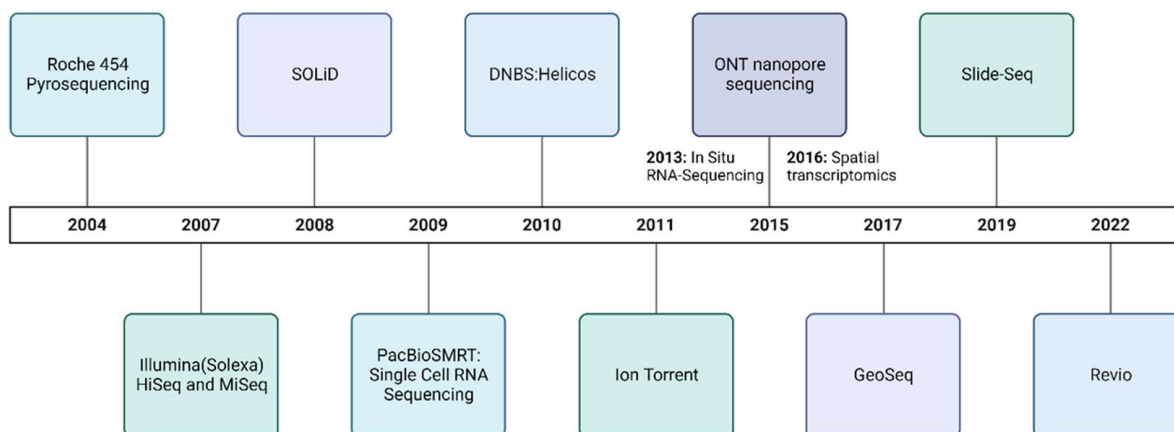 Roche 454
Pyrosequencing
SOLiD
DNBS:Helicos
ONT nanopore
sequencing
Slide-Seq
2013: In Situ
RNA-Sequencing
2016: Spatial
transcriptomics
2004 2007 2008 2009 2010 2011 2015 2017 2019 2022
Illumina(Solexa)
HiSeq and MiSeq
PacBioSMRT:
Single Cell RNA
Sequencing
Ion Torrent
GeoSeq
Revio